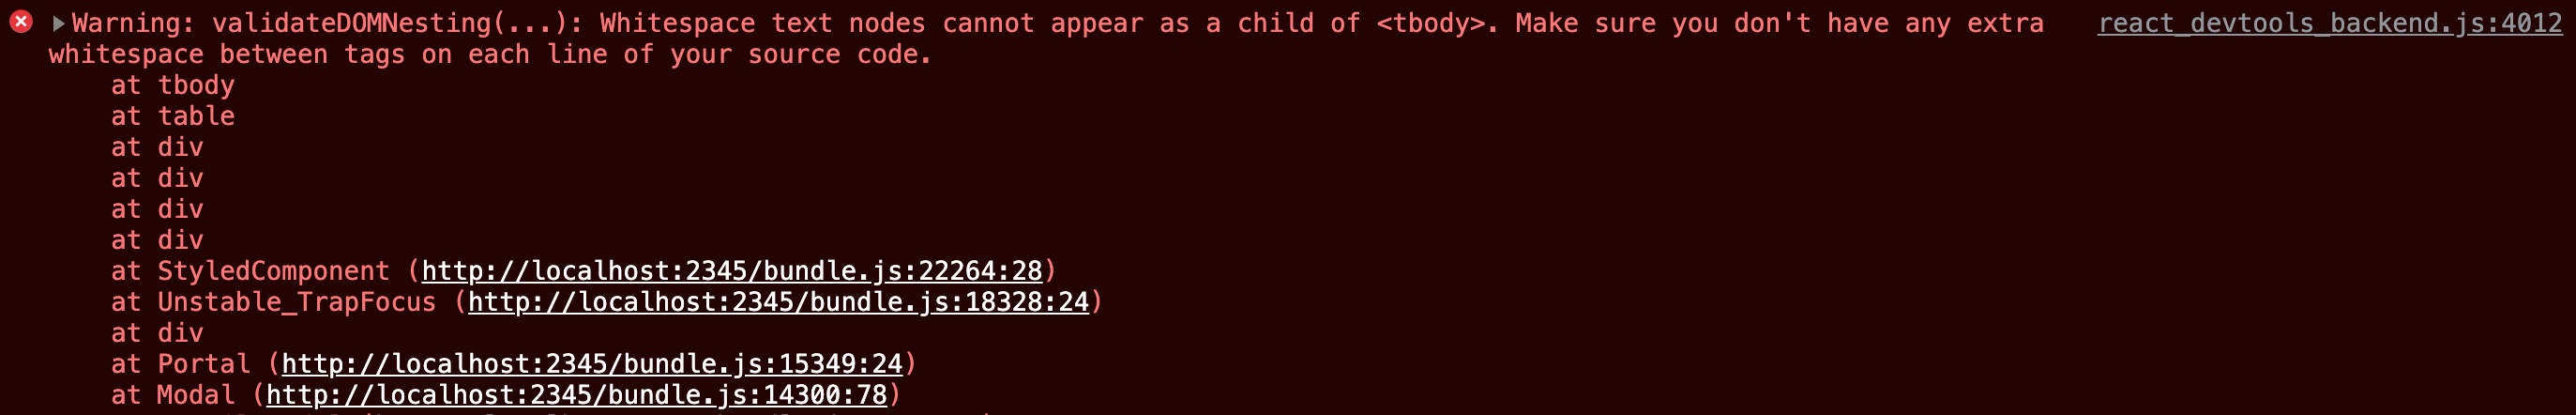 Warning: validateDOMNesting(...): Whitespace text nodes cannot appear as a child of <tbody>. Make sure you don't have any extra react_devtools_backend.js:4012
whitespace between tags on each line of your source code.
at tbody
at table
at div
at div
at div
at div
at StyledComponent (http://localhost:2345/bundle.js:22264:28)
at Unstable_TrapFocus (http://localhost:2345/bundle.js:18328:24)
at div
at Portal (http://localhost:2345/bundle.js:15349:24)
at Modal (http://localhost:2345/bundle.js:14300:78)